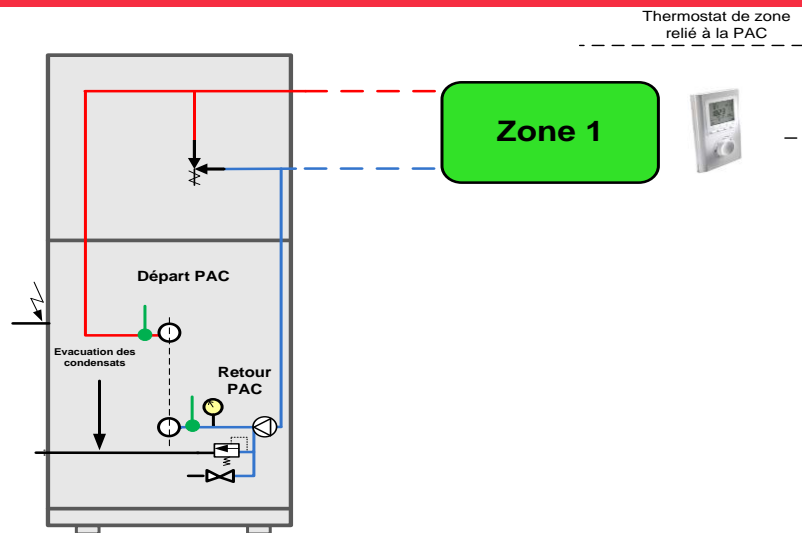 Thermostat de zone
relié à la PAC
Zone 1
Départ PAC
Evacuation des
condensats
Retour
PAC